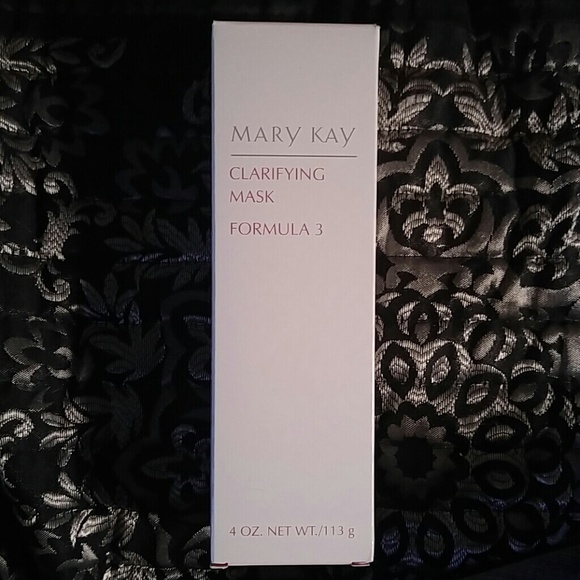 MARY KAY
CLARIFYING
MASK
FORMULA 3
4 OZ. NET WT./113 g